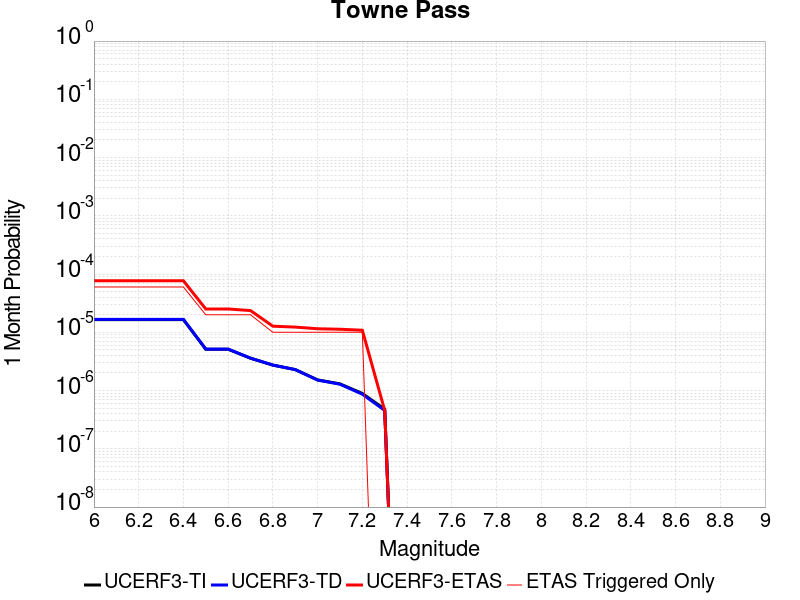 Towne Pass
1 Month Probability
10^0
10^-1
10^-2
10^-3
10^-4
10^-5
10^-6
10^-7
10^-8
6 6.2 6.4 6.6 6.8 7 7.2 7.4 7.6 7.8 8 8.2 8.4 8.6 8.8 9
Magnitude
UCERF3-TI UCERF3-TD UCERF3-ETAS ETAS Triggered Only